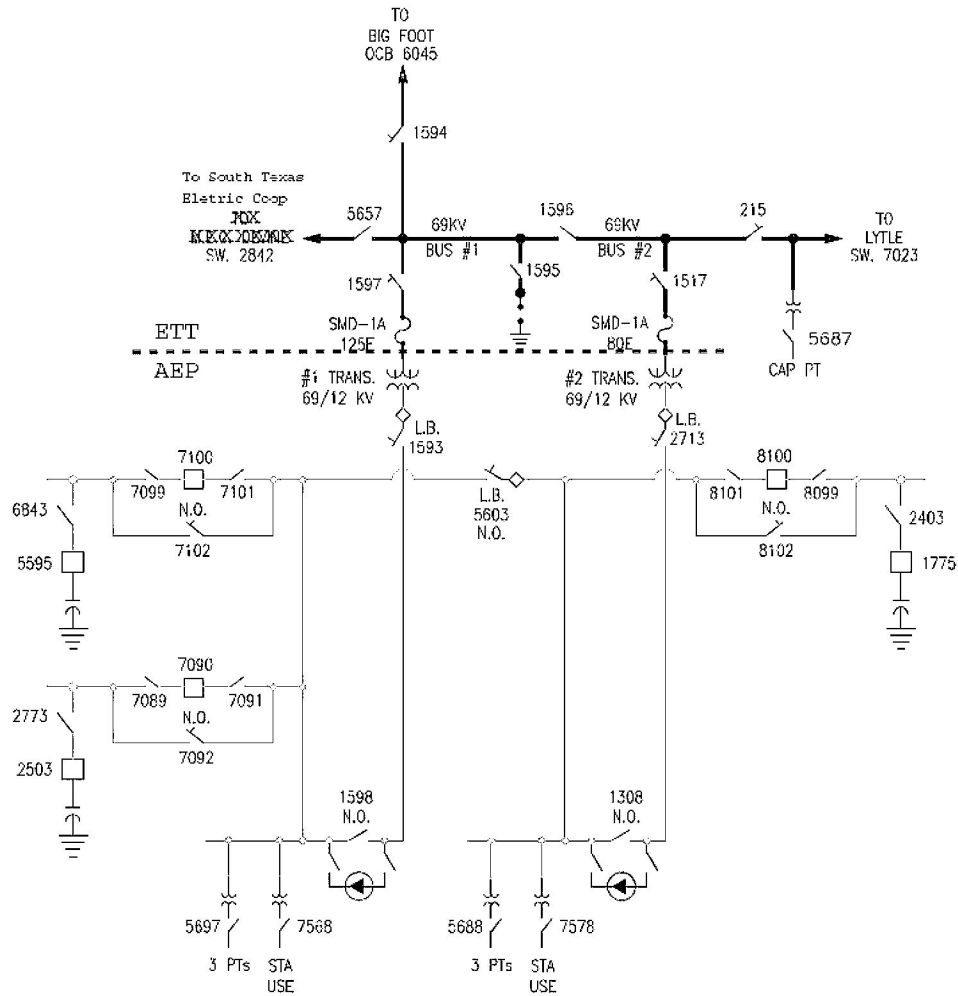 TO
BIG FOOT
OCB 6045
1594
To South Texas
Eletric Coop
SW. 2842
5657
69KV
BUS #1
1596
69KV
BUS #2
215
TO
LYTLE
SW. 7023
1597
1595
1517
SMD-1A
125E
SMD-1A
80E
5687
CAP PT
ETT
AEP
#1 TRANS.
69/12 KV
#2 TRANS.
69/12 KV
L.B.
1593
L.B.
2713
7100
7099
7101
N.O.
7102
L.B.
5603
N.O.
8100
8101
8099
N.O.
8102
6843
5595
2403
1775
7090
7089
7091
N.O.
7092
2773
2503
1598
N.O.
1308
N.O.
5697
7568
5688
7578
3 PTs
STA
USE
3 PTs
STA
USE